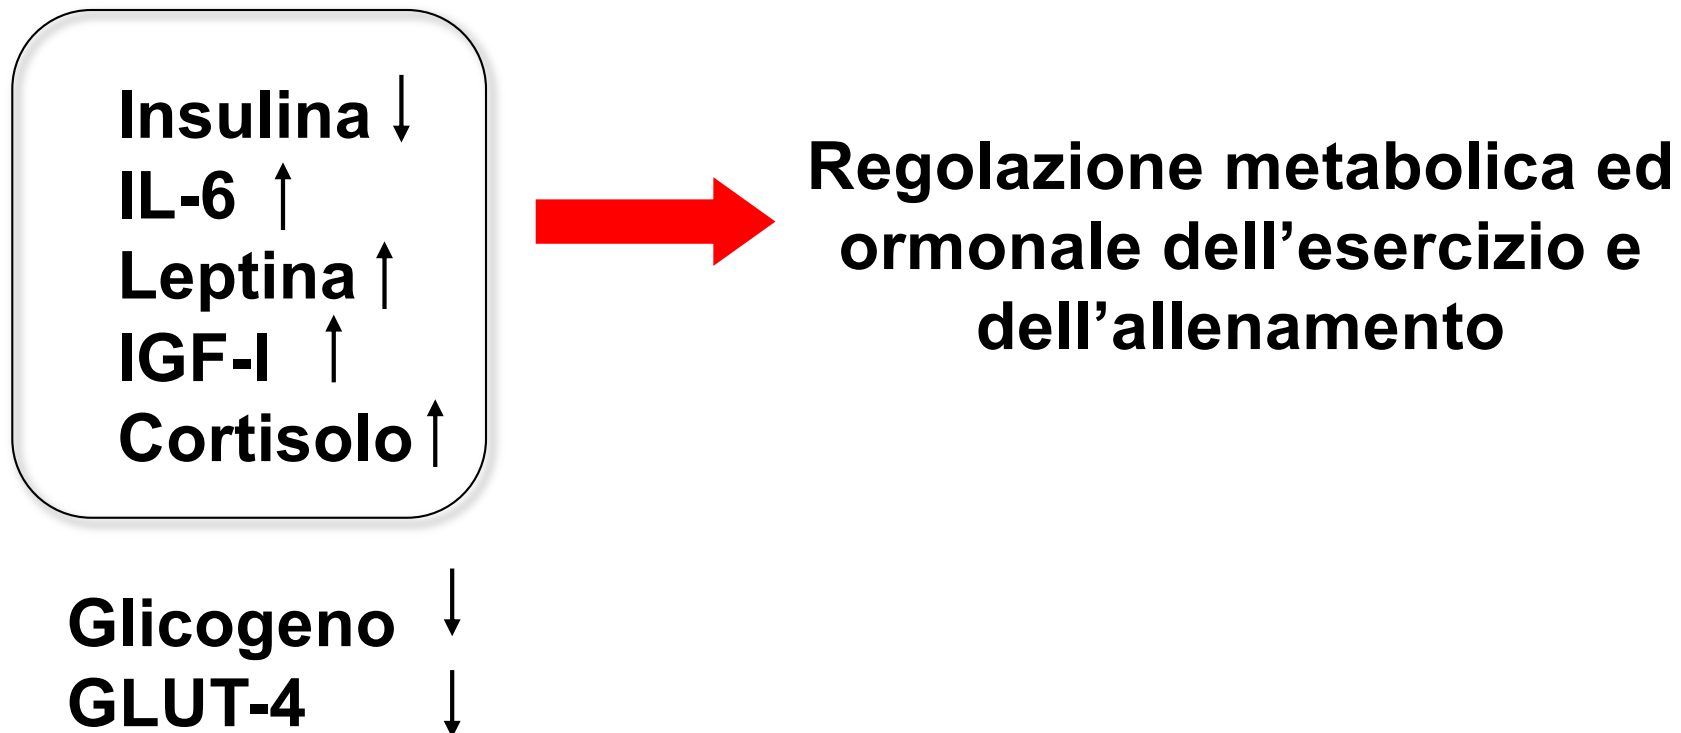 Insulina ↓
IL-6 ↑
Leptina ↑
IGF-I ↑
Cortisolo ↑
Regolazione metabolica ed
ormonale dell’esercizio e
dell’allenamento
Glicogeno ↓
GLUT-4 ↓